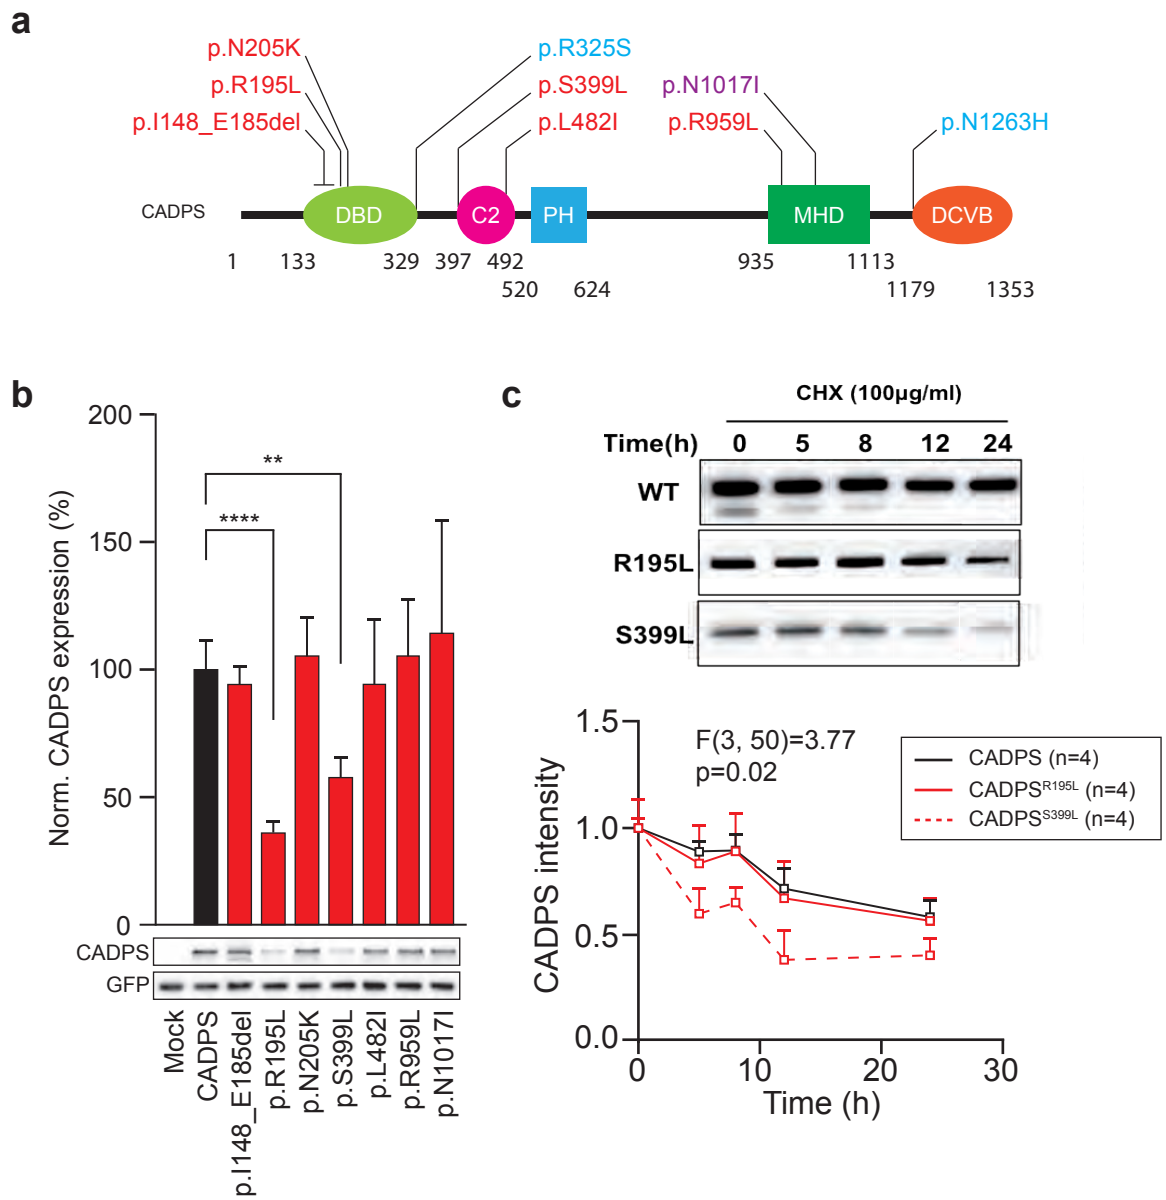 a
p.N205K
p.R195L
p.I148_E185del
p.R325S
p.S399L
p.L482I
p.N1017I
p.R959L
p.N1263H
CADPS
DBD
C2
PH
MHD
DCVB
1
133
329
397
492
520
624
935
1113
1179
1353
b
Norm. CADPS expression (%)
200
150
100
50
0
**
****
CADPS
GFP
Mock
CADPS
p.I148_E185del
p.R195L
p.N205K
p.S399L
p.L482I
p.R959L
p.N1017I
c
CHX (100µg/ml)
Time(h) 0 5 8 12 24
WT
R195L
S399L
CADPS intensity
1.5
1.0
0.5
0.0
F(3, 50)=3.77
p=0.02
CADPS (n=4)
CADPSR195L (n=4)
CADPSS399L (n=4)
0 10 20 30
Time (h)